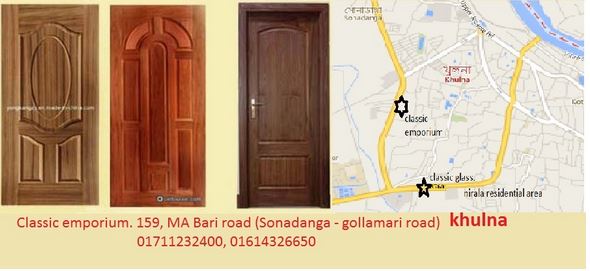 সোনাডাঙ্গা
Sonadanga
খুলনা
Khulna
classic
emporium
classic glass.
nirala residential area
Classic emporium. 159, MA Bari road (Sonadanga - gollamari road) khulna
01711232400, 01614326650